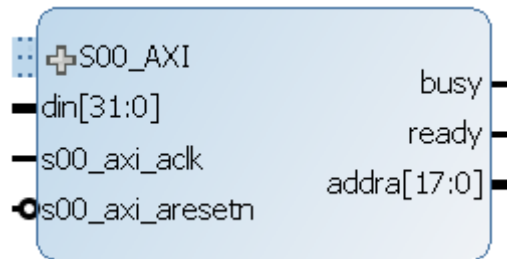 S00_AXI
din[31:0]
s00_axi_aclk
s00_axi_aresetn
busy
ready
addra[17:0]